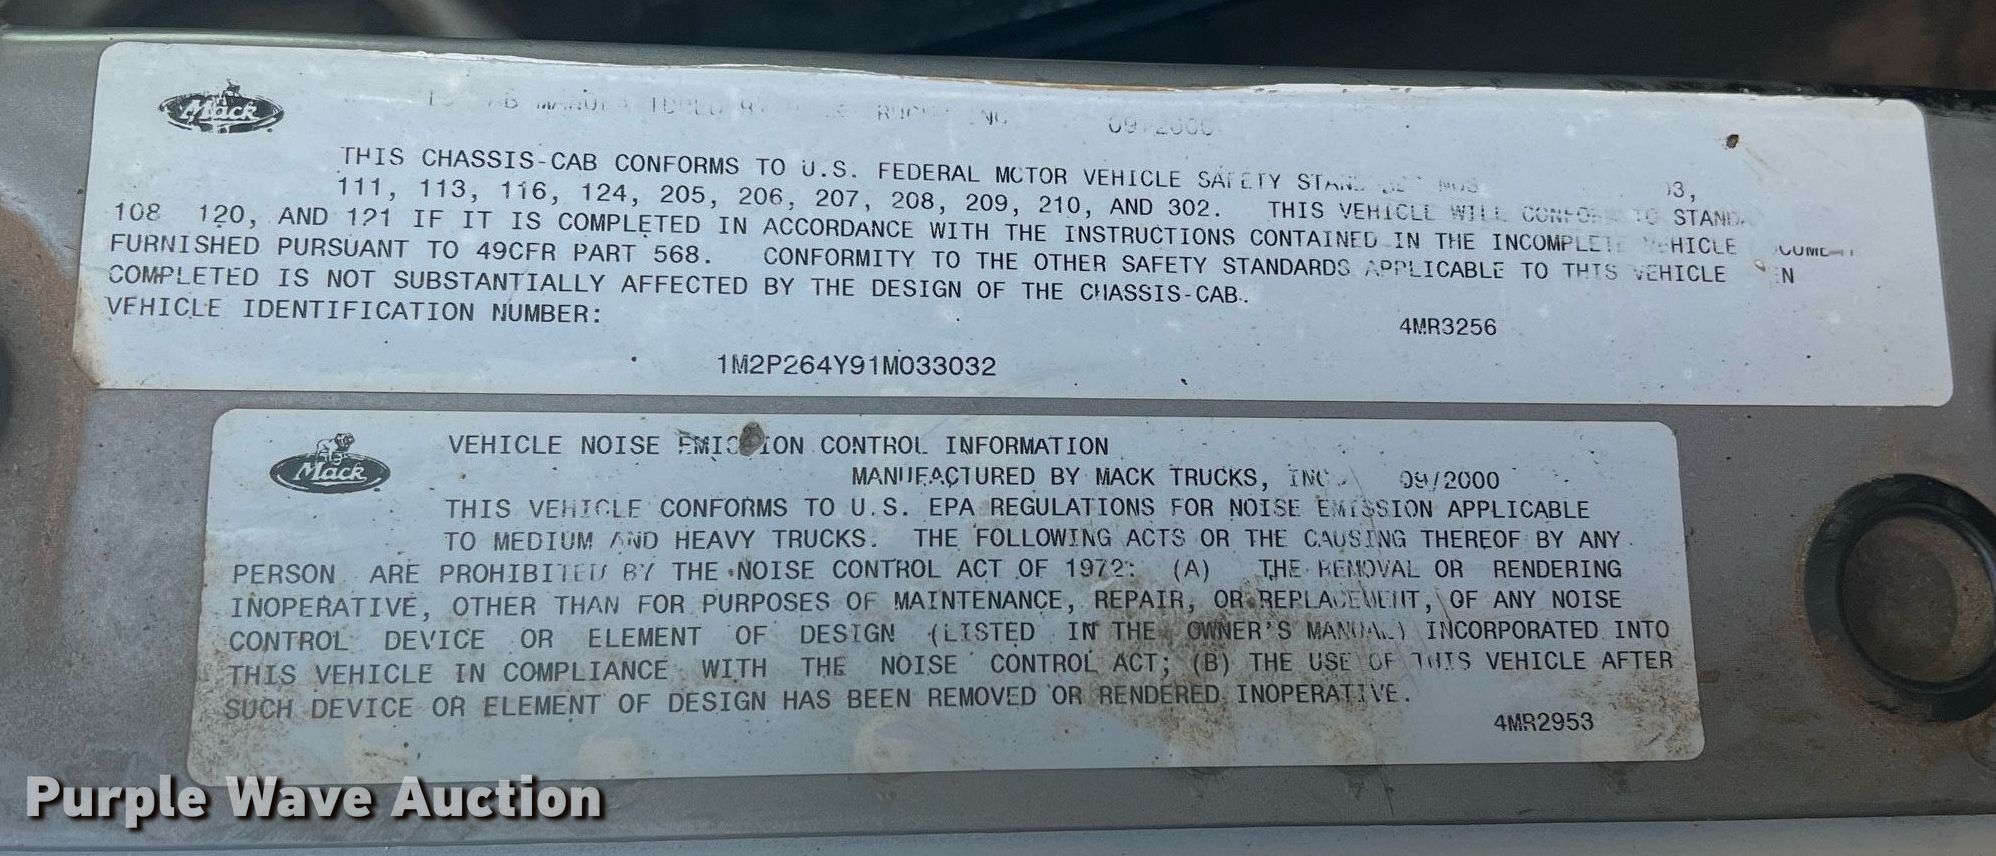 Mack
MANUFACTURED 09/2000
THIS CHASSIS-CAB CONFORMS TO U.S. FEDERAL MOTOR VEHICLE SAFETY
111, 113, 116, 124, 205, 206, 207, 208, 209, 210, AND 302. THIS VEHICLE WILL CONFORM TO
108 120, AND 121 IF IT IS COMPLETED IN ACCORDANCE WITH THE INSTRUCTIONS CONTAINED IN THE INCOMPLETE VEHICLE
FURNISHED PURSUANT TO 49CFR PART 568. CONFORMITY TO THE OTHER SAFETY STANDARDS APPLICABLE TO THIS VEHICLE
COMPLETED IS NOT SUBSTANTIALLY AFFECTED BY THE DESIGN OF THE CHASSIS-CAB.
VEHICLE IDENTIFICATION NUMBER:
4MR3256
1M2P264Y91M033032
Mack
VEHICLE NOISE EMISSION CONTROL INFORMATION
MANUFACTURED BY MACK TRUCKS, INC. 09/2000
THIS VEHICLE CONFORMS TO U.S. EPA REGULATIONS FOR NOISE EMISSION APPLICABLE
TO MEDIUM AND HEAVY TRUCKS. THE FOLLOWING ACTS OR THE CAUSING THEREOF BY ANY
PERSON ARE PROHIBITED BY THE NOISE CONTROL ACT OF 1972: (A) THE REMOVAL OR RENDERING
INOPERATIVE, OTHER THAN FOR PURPOSES OF MAINTENANCE, REPAIR, OR REPLACEMENT, OF ANY NOISE
CONTROL DEVICE OR ELEMENT OF DESIGN (LISTED IN THE OWNER'S MANUAL) INCORPORATED INTO
THIS VEHICLE IN COMPLIANCE WITH THE NOISE CONTROL ACT; (B) THE USE OF THIS VEHICLE AFTER
SUCH DEVICE OR ELEMENT OF DESIGN HAS BEEN REMOVED OR RENDERED INOPERATIVE.
4MR2953
Purple Wave Auction